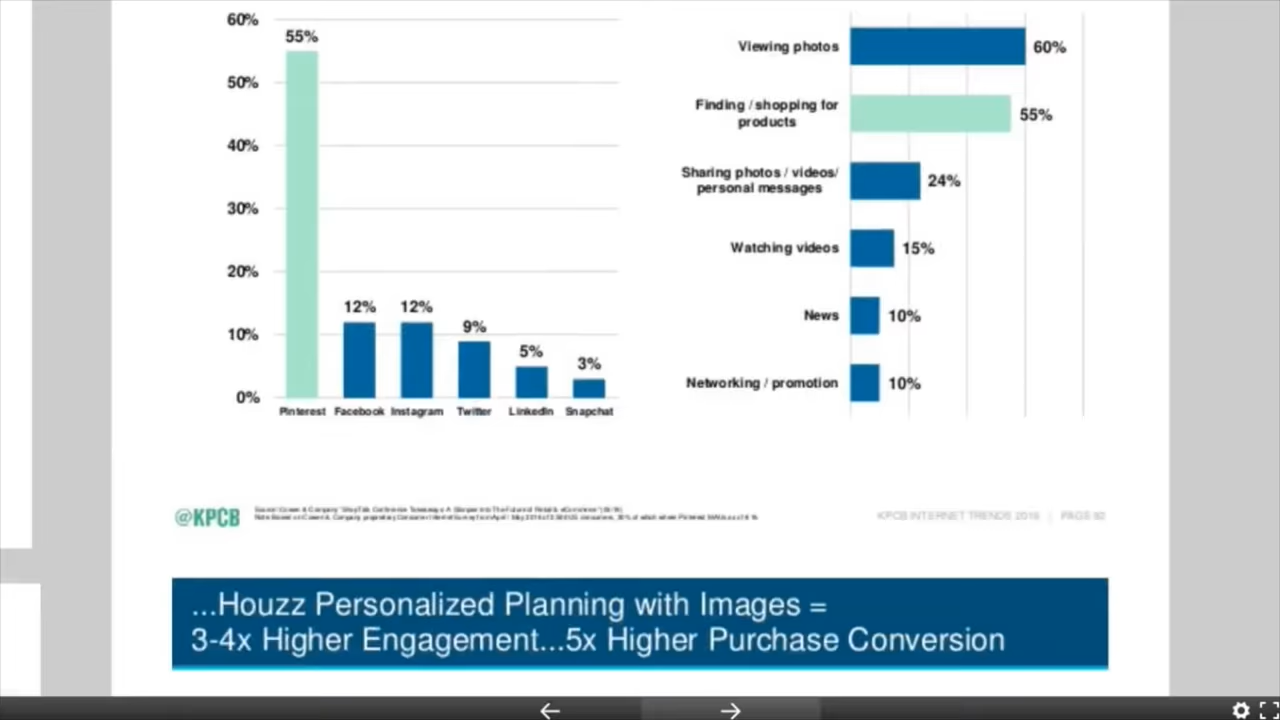 60%
55%
50%
40%
30%
20%
12%
12%
10%
9%
5%
3%
0%
Pinterest Facebook Instagram Twitter LinkedIn Snapchat
Viewing photos 60%
Finding / shopping for
products 55%
Sharing photos / videos/
personal messages 24%
Watching videos 15%
News 10%
Networking / promotion 10%
@KPCB
KPCB INTERNET TRENDS 2016 | PAGE 92
...Houzz Personalized Planning with Images =
3-4x Higher Engagement...5x Higher Purchase Conversion